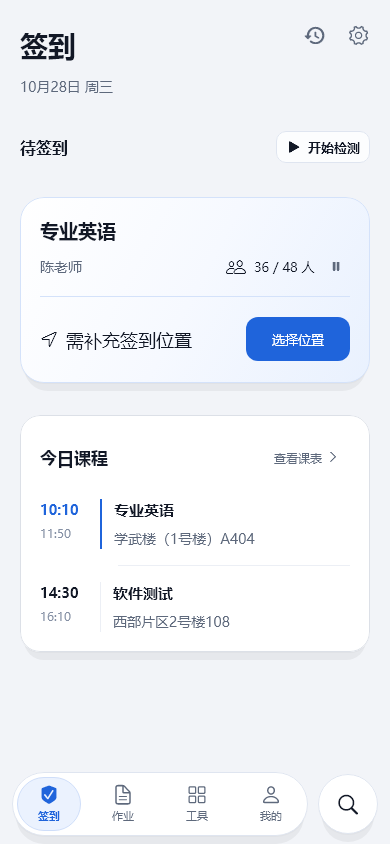 签到
10月28日 周三
待签到
开始检测
专业英语
陈老师
36 / 48 人
需补充签到位置
选择位置
今日课程
查看课表
10:10
专业英语
11:50
学武楼（1号楼）A404
14:30
软件测试
16:10
西部片区2号楼108
签到
作业
工具
我的